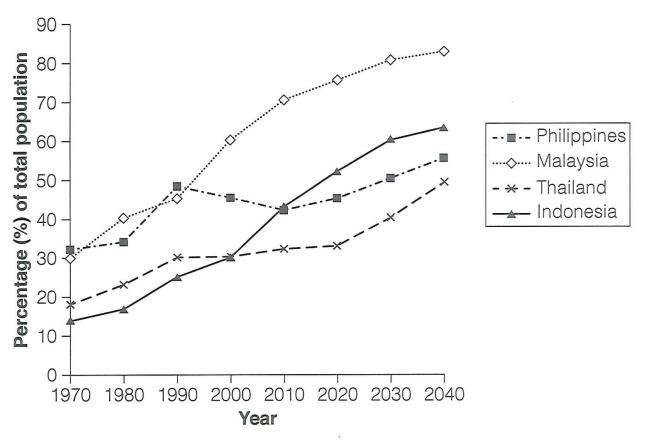 Percentage (%) of total population
90
80
70
60
50
40
30
20
10
0
1970 1980 1990 2000 2010 2020 2030 2040
Year
Philippines
Malaysia
Thailand
Indonesia